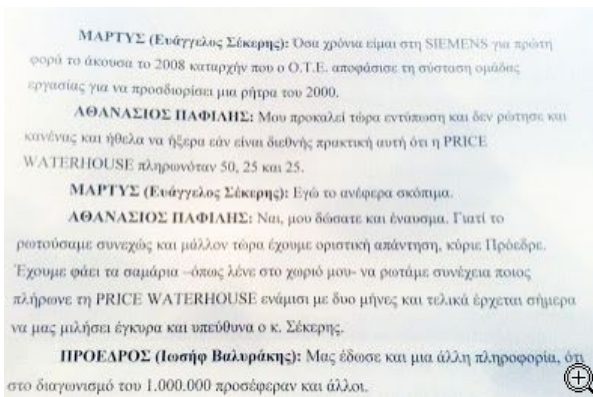 ΜΑΡΤΥΣ (Ευάγγελος Σέκερης): Όσα χρόνια είμαι στη SIEMENS για πρώτη
φορά το άκουσα το 2008 καταρχήν που ο Ο.Τ.Ε. αποφάσισε τη σύσταση ομάδας
εργασίας για να προσδιορίσει μια ρήτρα του 2000.
ΑΘΑΝΑΣΙΟΣ ΠΑΦΙΛΗΣ: Μου προκαλεί τώρα εντύπωση και δεν ρώτησε και
κανένας και ήθελα να ήξερα εάν είναι διεθνής πρακτική αυτή ότι η PRICE
WATERHOUSE πληρωνόταν 50, 25 και 25.
ΜΑΡΤΥΣ (Ευάγγελος Σέκερης): Εγώ το ανέφερα σκόπιμα.
ΑΘΑΝΑΣΙΟΣ ΠΑΦΙΛΗΣ: Ναι, μου δώσατε και έναυσμα. Γιατί το
ρωτούσαμε συνεχώς και μάλλον τώρα έχουμε οριστική απάντηση, κύριε Πρόεδρε.
Έχουμε φάει τα σαμάρια –όπως λένε στο χωριό μου- να ρωτάμε συνέχεια ποιος
πλήρωνε τη PRICE WATERHOUSE ενάμισι με δυο μήνες και τελικά έρχεται σήμερα
να μας μιλήσει έγκυρα και υπεύθυνα ο κ. Σέκερης.
ΠΡΟΕΔΡΟΣ (Ιωσήφ Βαλυράκης): Μας έδωσε και μια άλλη πληροφορία, ότι
στο διαγωνισμό του 1.000.000 προσέφεραν και άλλοι.